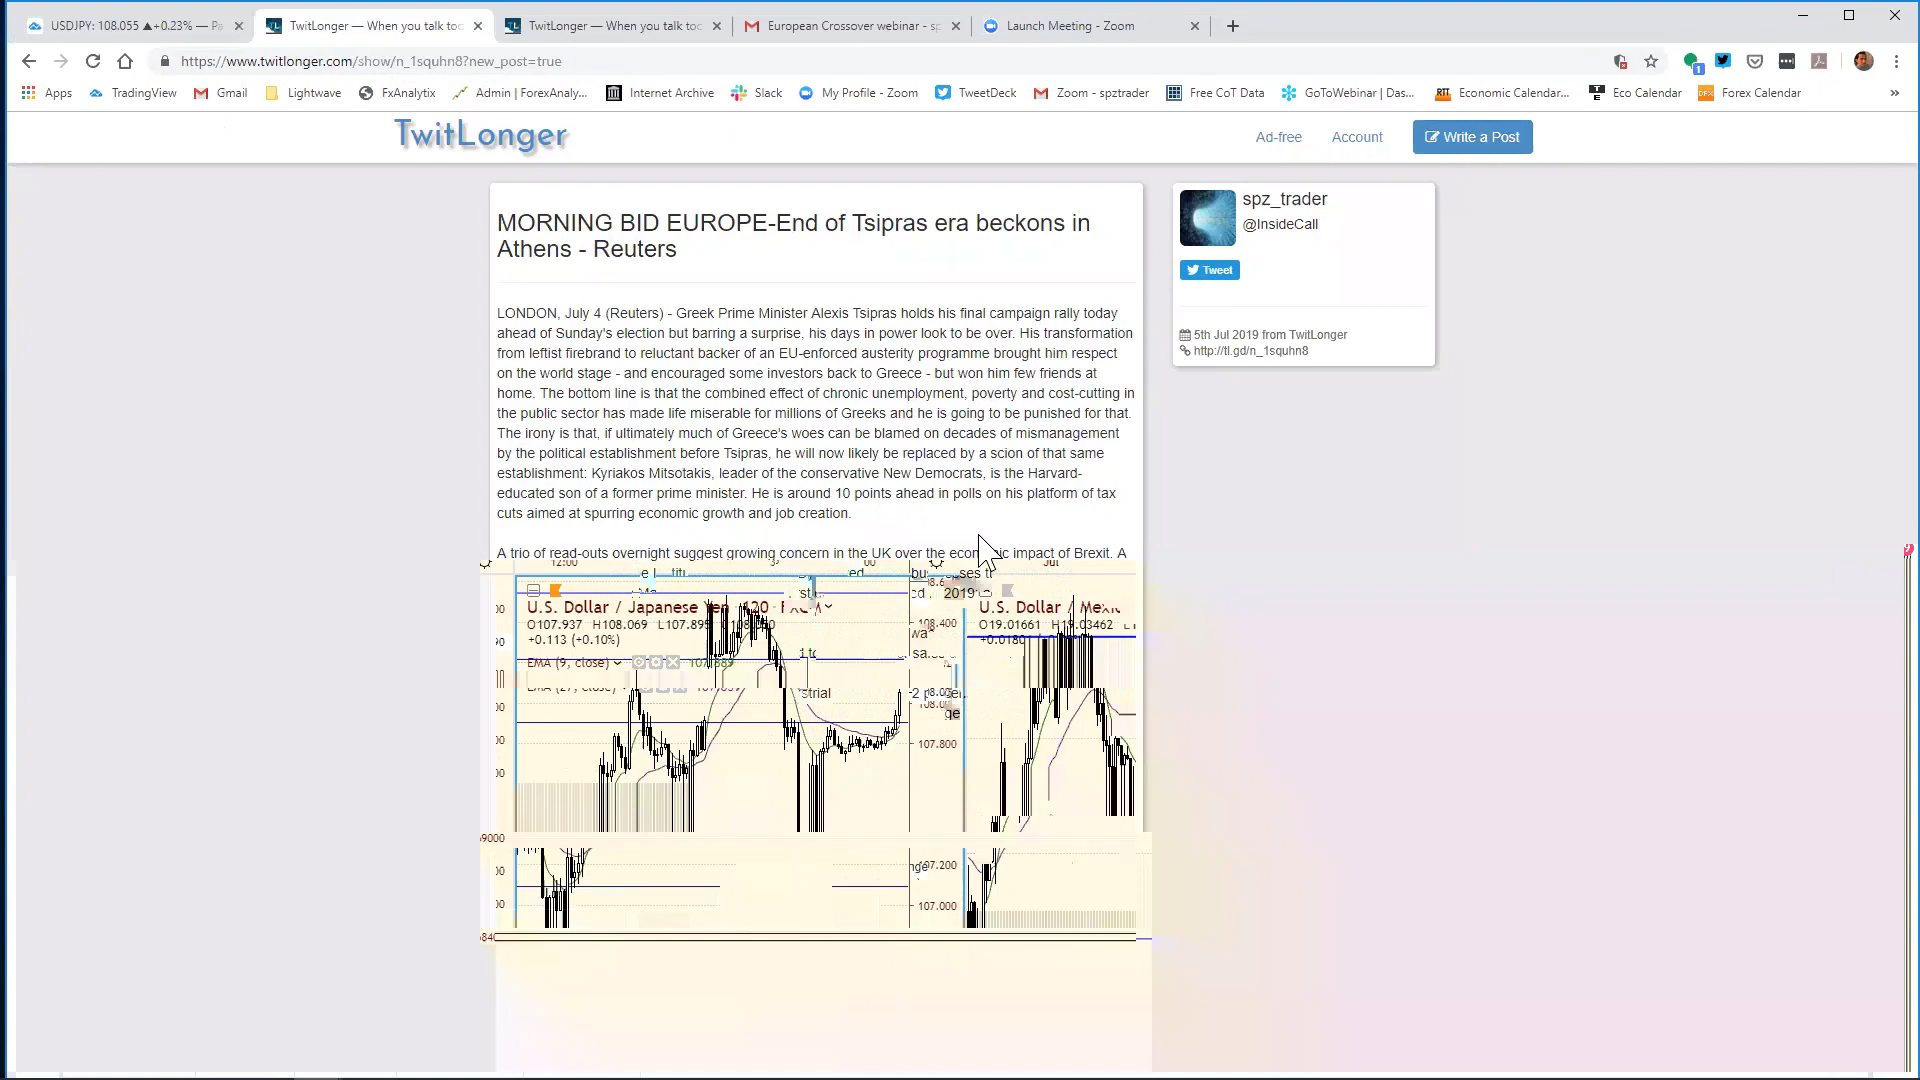 USDJPY: 108.055 ▲+0.23% — Pa
TwitLonger — When you talk too
TwitLonger — When you talk too
European Crossover webinar - sp
Launch Meeting - Zoom
https://www.twitlonger.com/show/n_1squhn8?new_post=true
Apps
TradingView
Gmail
Lightwave
FxAnalytix
Admin | ForexAnaly...
Internet Archive
Slack
My Profile - Zoom
TweetDeck
Zoom - spztrader
Free CoT Data
GoToWebinar | Das...
Economic Calendar...
Eco Calendar
Forex Calendar
TwitLonger
Ad-free
Account
Write a Post
MORNING BID EUROPE-End of Tsipras era beckons in
Athens - Reuters
LONDON, July 4 (Reuters) - Greek Prime Minister Alexis Tsipras holds his final campaign rally today
ahead of Sunday's election but barring a surprise, his days in power look to be over. His transformation
from leftist firebrand to reluctant backer of an EU-enforced austerity programme brought him respect
on the world stage - and encouraged some investors back to Greece - but won him few friends at
home. The bottom line is that the combined effect of chronic unemployment, poverty and cost-cutting in
the public sector has made life miserable for millions of Greeks and he is going to be punished for that.
The irony is that, if ultimately much of Greece's woes can be blamed on decades of mismanagement
by the political establishment before Tsipras, he will now likely be replaced by a scion of that same
establishment: Kyriakos Mitsotakis, leader of the conservative New Democrats, is the Harvard-
educated son of a former prime minister. He is around 10 points ahead in polls on his platform of tax
cuts aimed at spurring economic growth and job creation.
A trio of read-outs overnight suggest growing concern in the UK over the economic impact of Brexit. A
spz_trader
@InsideCall
Tweet
5th Jul 2019 from TwitLonger
http://tl.gd/n_1squhn8
12:00
Jul
2019
U.S. Dollar / Japanese Yen 120
O107.937 H108.069 L107.895
+0.113 (+0.10%)
EMA (9, close)
107.889
108.400
107.800
107.200
107.000
U.S. Dollar / Mexic
O19.01661 H19.03462